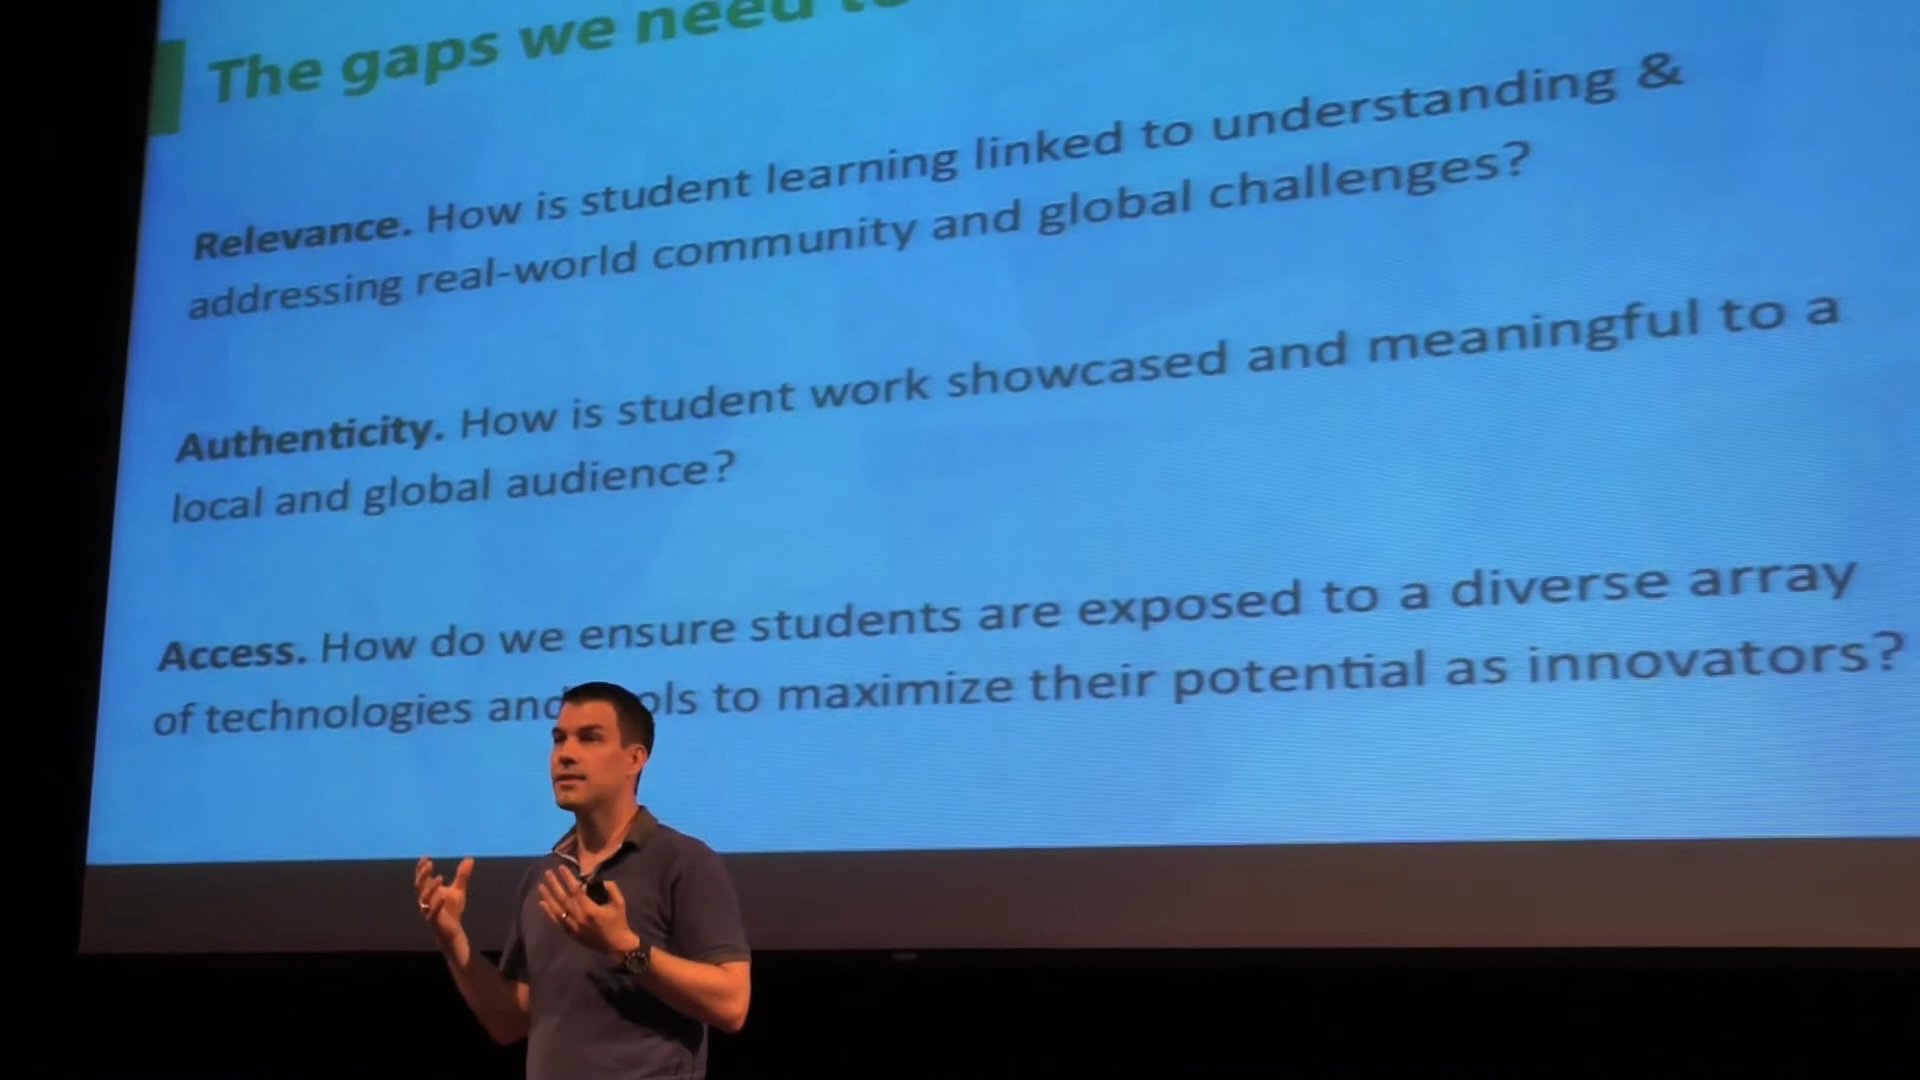 The gaps we need to
Relevance. How is student learning linked to understanding &
addressing real-world community and global challenges?
Authenticity. How is student work showcased and meaningful to a
local and global audience?
Access. How do we ensure students are exposed to a diverse array
of technologies and ols to maximize their potential as innovators?